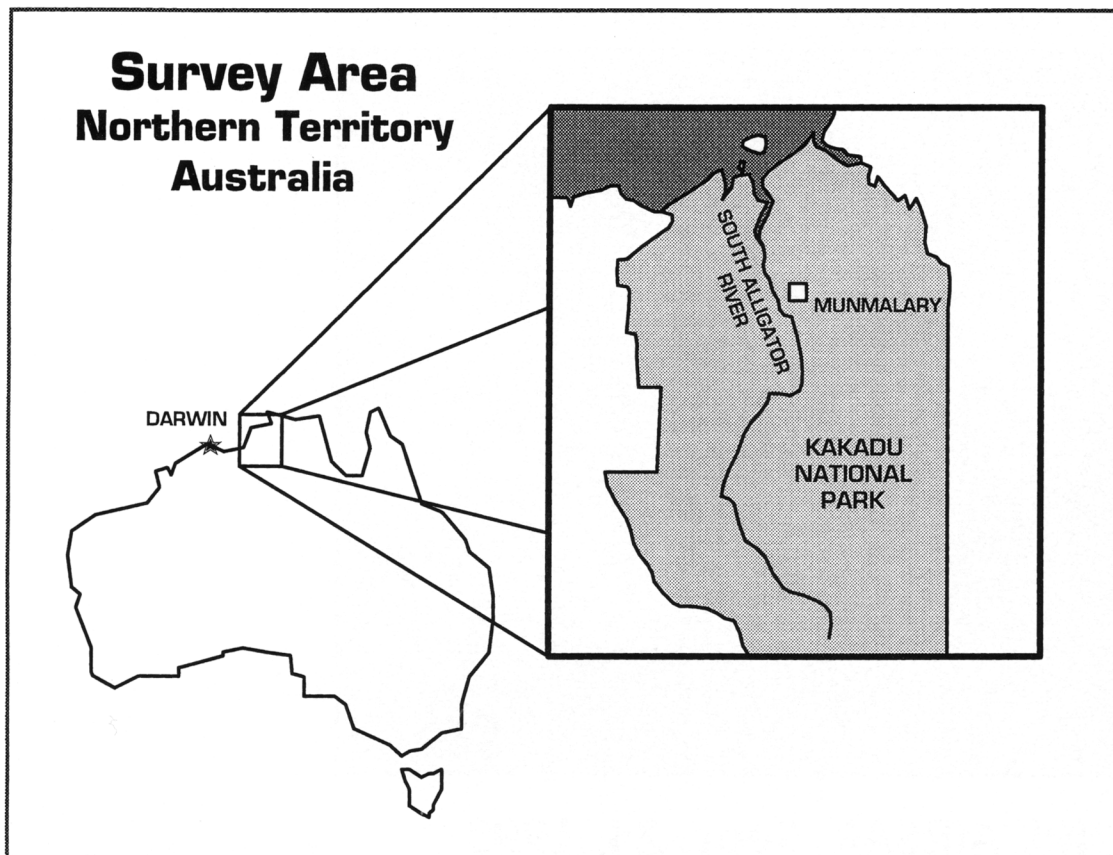 Survey Area
Northern Territory
Australia
DARWIN
SOUTH ALLIGATOR
RIVER
MUNMALARY
KAKADU
NATIONAL
PARK